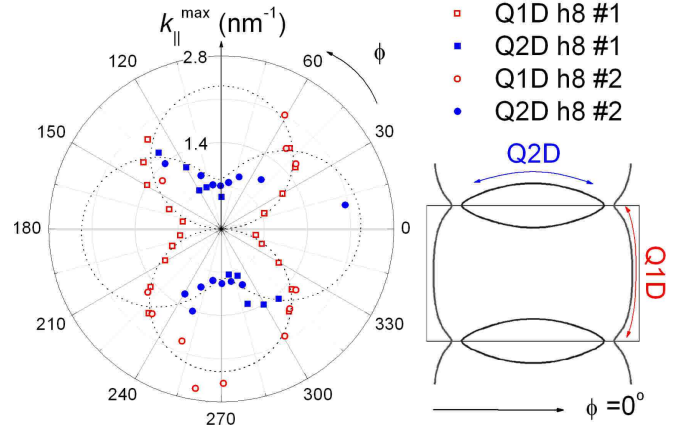 k∥max (nm-1)
2.8
1.4
ϕ
0
30
60
120
150
180
210
240
270
300
330
Q1D h8 #1
Q2D h8 #1
Q1D h8 #2
Q2D h8 #2
Q2D
Q1D
ϕ =0o